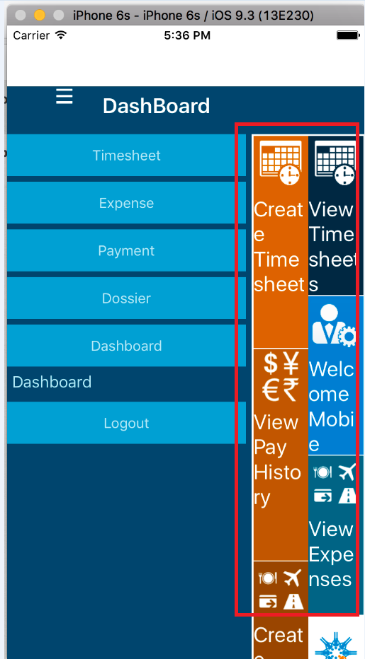 iPhone 6s - iPhone 6s / iOS 9.3 (13E230)
Carrier 5:36 PM
DashBoard
Timesheet
Expense
Payment
Dossier
Dashboard
Dashboard
Logout
Creat
e
Time
sheet
View
Time
sheet
s
Welc
ome
Mobi
e
$ ¥
€ ₹
View
Pay
Histo
ry
View
Expe
nses
Creat